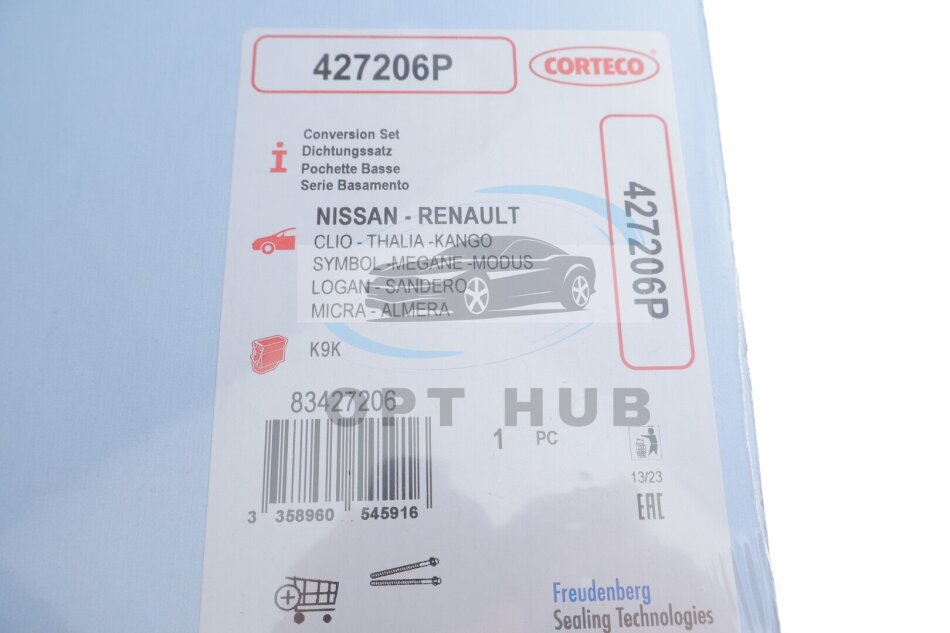 427206P
CORTECO®
Conversion Set
Dichtungssatz
Pochette Basse
Serie Basamento
427206P
NISSAN - RENAULT
CLIO - THALIA -KANGO
SYMBOL -MEGANE -MODUS
LOGAN - SANDERO
MICRA - ALMERA
K9K
83427206
OPT HUB
1 PC
3 358960 545916
13/23
EAC
Freudenberg
Sealing Technologies